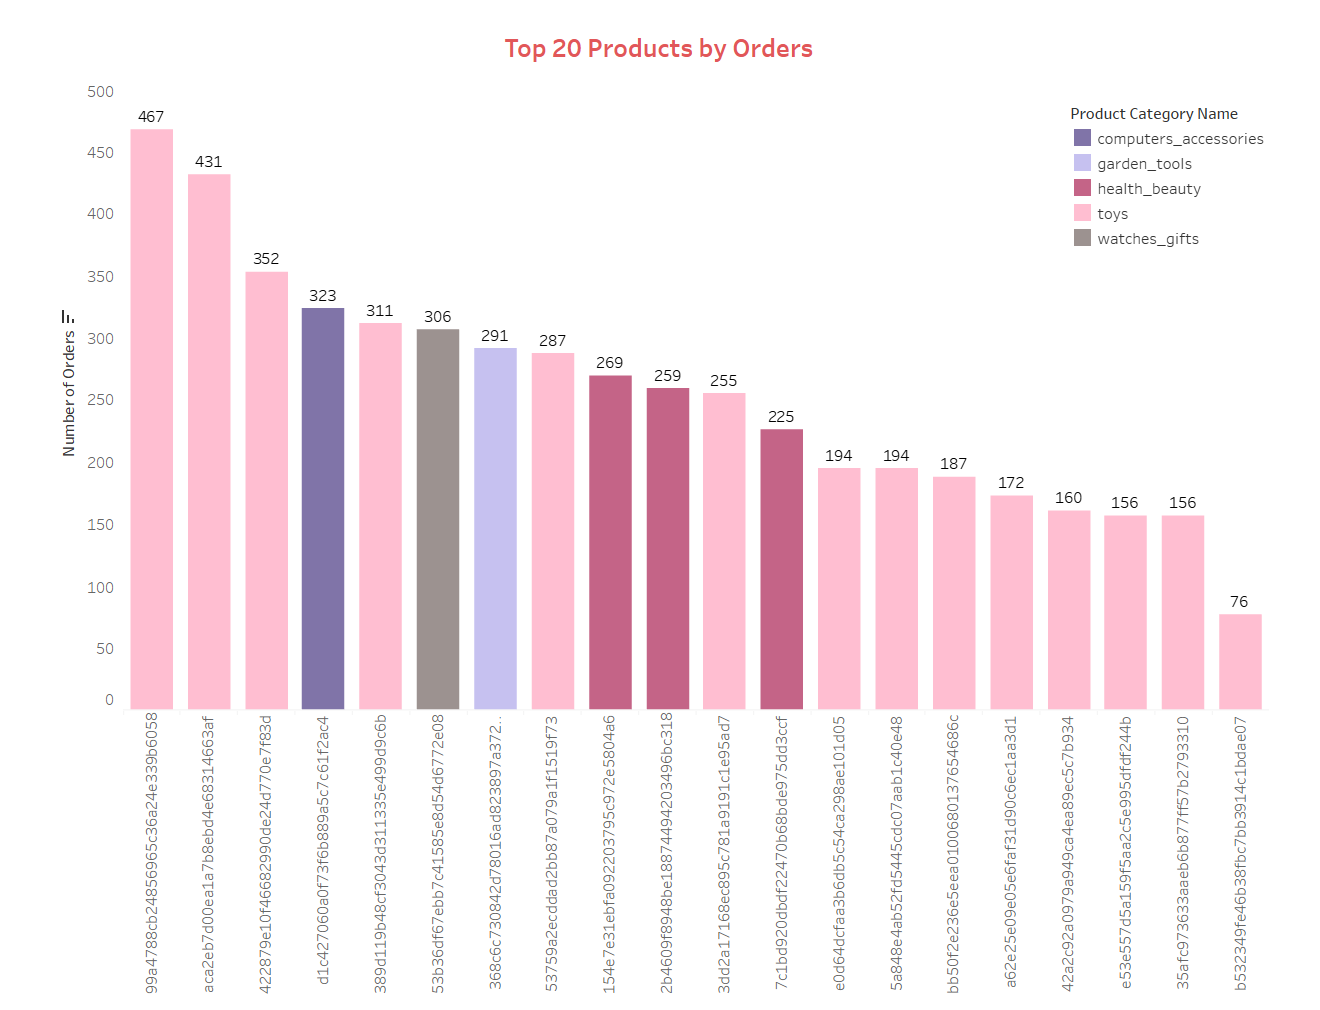 Top 20 Products by Orders
Product Category Name
computers_accessories
garden_tools
health_beauty
toys
watches_gifts
Number of Orders
500
450
400
350
300
250
200
150
100
50
0
467
431
352
323
311
306
291
287
269
259
255
225
194
194
187
172
160
156
156
76
99a4788cb24856965c36a24e339b6058
aca2eb7d00ea1a7b8ebd4e68314663af
422879e10f46682990de24d770e7f83d
d1c427060a0f73f6b889a5c7c61f2ac4
389d119b48cf3043d311335e499d9c6b
53b36df67ebb7c41585e8d54d6772e08
368c6c730842d78016ad823897a372..
53759a2ecddad2bb87a079a1f1519f73
154e7e31ebfa092203795c972e5804a6
2b4609f8948be18874494203496bc318
3dd2a17168ec895c781a9191c1e95ad7
7c1bd920dbdf22470b68bde975dd3ccf
e0d64dcfaa3b6db5c54ca298ae101d05
5a848e4ab52fd5445cdc07aab1c40e48
bb50f2e236e5eea0100680137654686c
a62e25e09e05e6faf31d90c6ec1aa3d1
42a2c92a0979a949ca4ea89ec5c7b934
e53e557d5a159f5aa2c5e995dfdf244b
35afc973633aaeb6b877ff57b2793310
b532349fe46b38fbc7bb3914c1bdae07